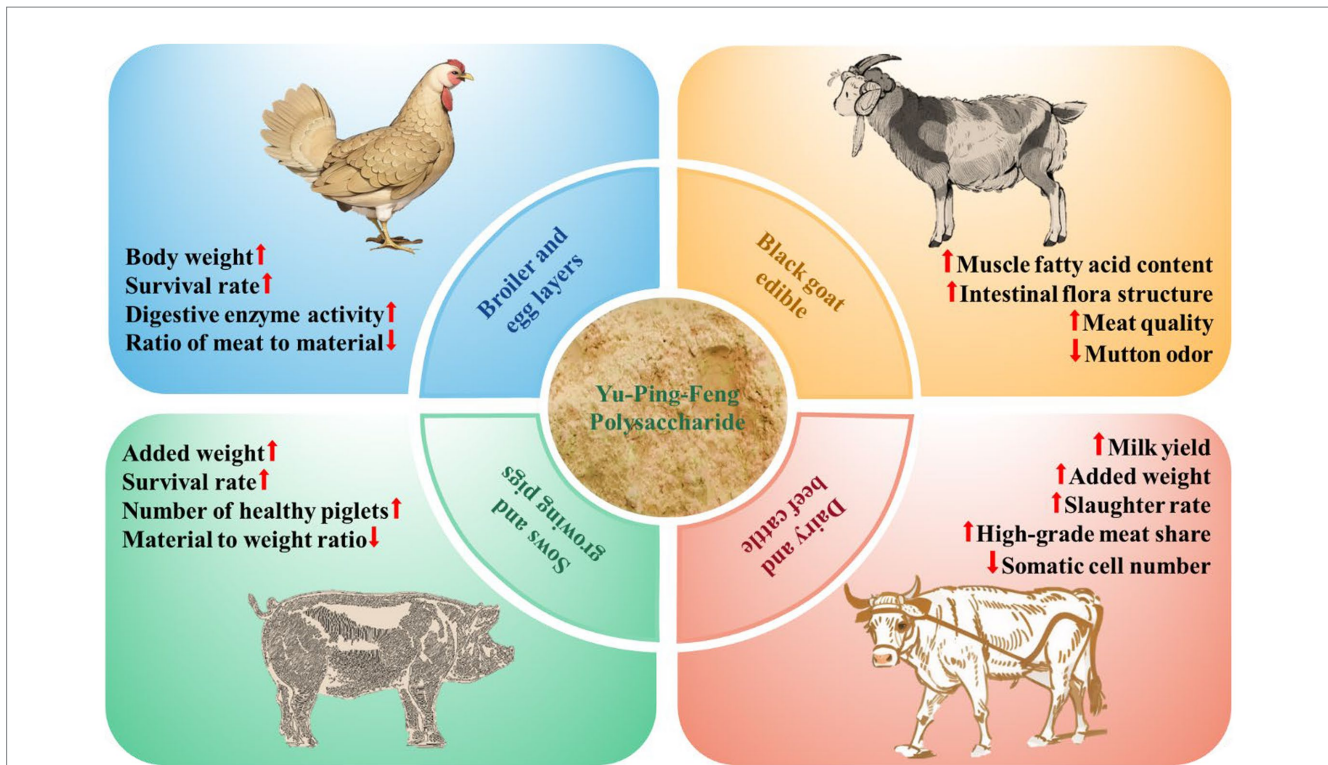 Body weight↑
Survival rate↑
Digestive enzyme activity↑
Ratio of meat to material↓
Broiler and
egg layers
Black goat
edible
↑Muscle fatty acid content
↑Intestinal flora structure
↑Meat quality
↓Mutton odor
Yu-Ping-Feng
Polysaccharide
Added weight↑
Survival rate↑
Number of healthy piglets↑
Material to weight ratio↓
Sows and
growing pigs
Dairy and
beef cattle
↑Milk yield
↑Added weight
↑Slaughter rate
↑High-grade meat share
↓Somatic cell number